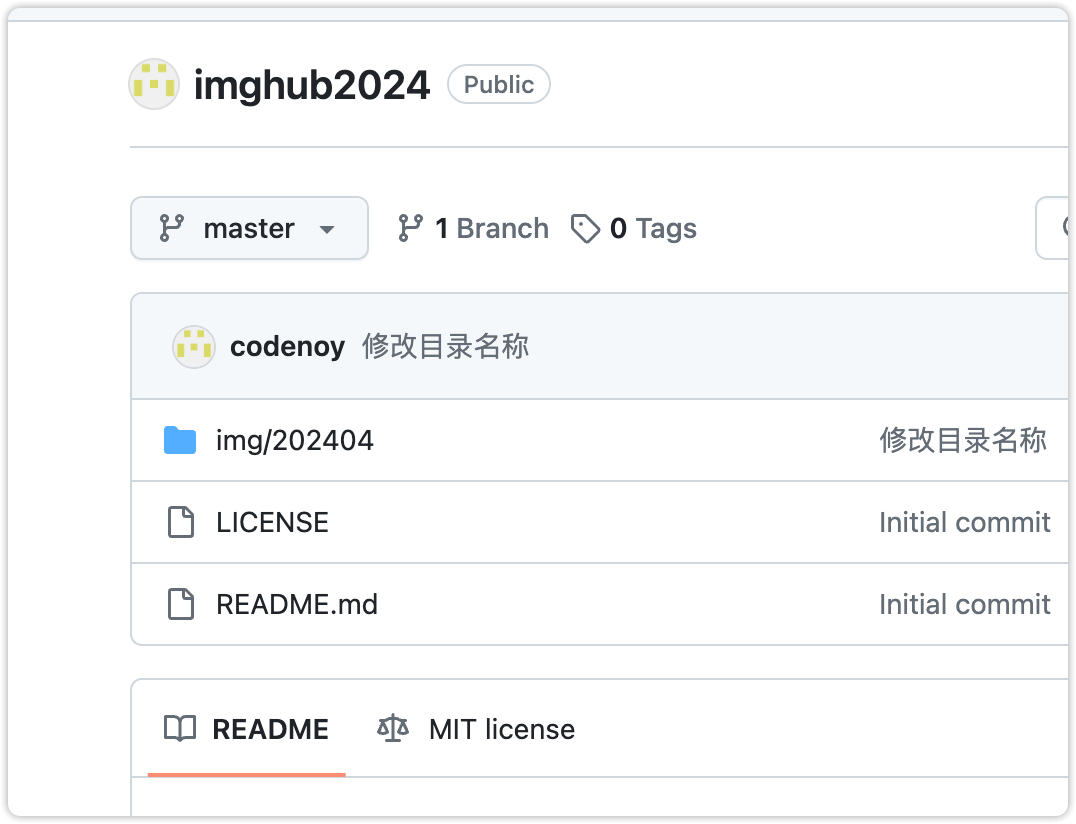 imghub2024 Public
master 1 Branch 0 Tags
codenoy 修改目录名称
img/202404 修改目录名称
LICENSE Initial commit
README.md Initial commit
README MIT license